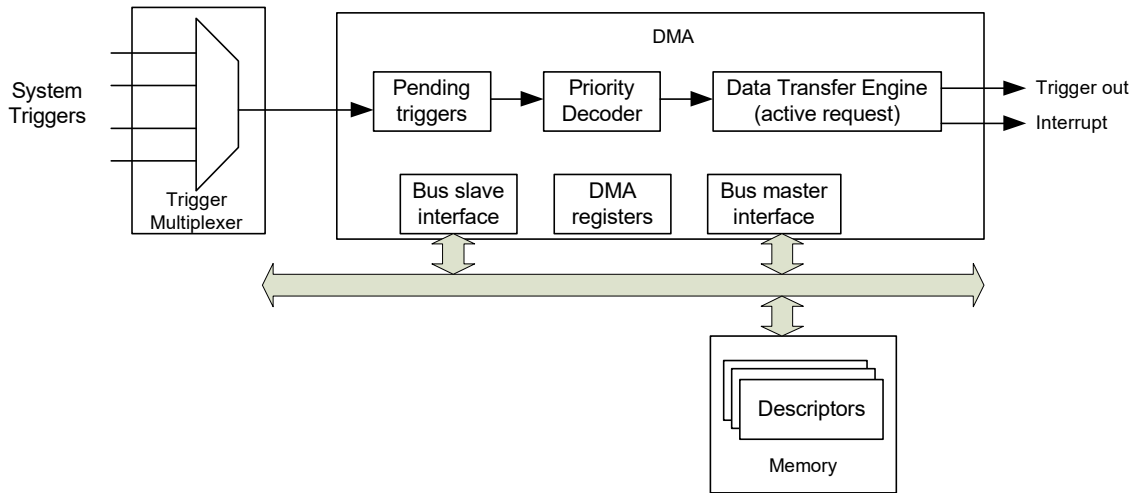 DMA
System
Triggers
Pending
triggers
Priority
Decoder
Data Transfer Engine
(active request)
Trigger out
Interrupt
Trigger
Multiplexer
Bus slave
interface
DMA
registers
Bus master
interface
Descriptors
Memory